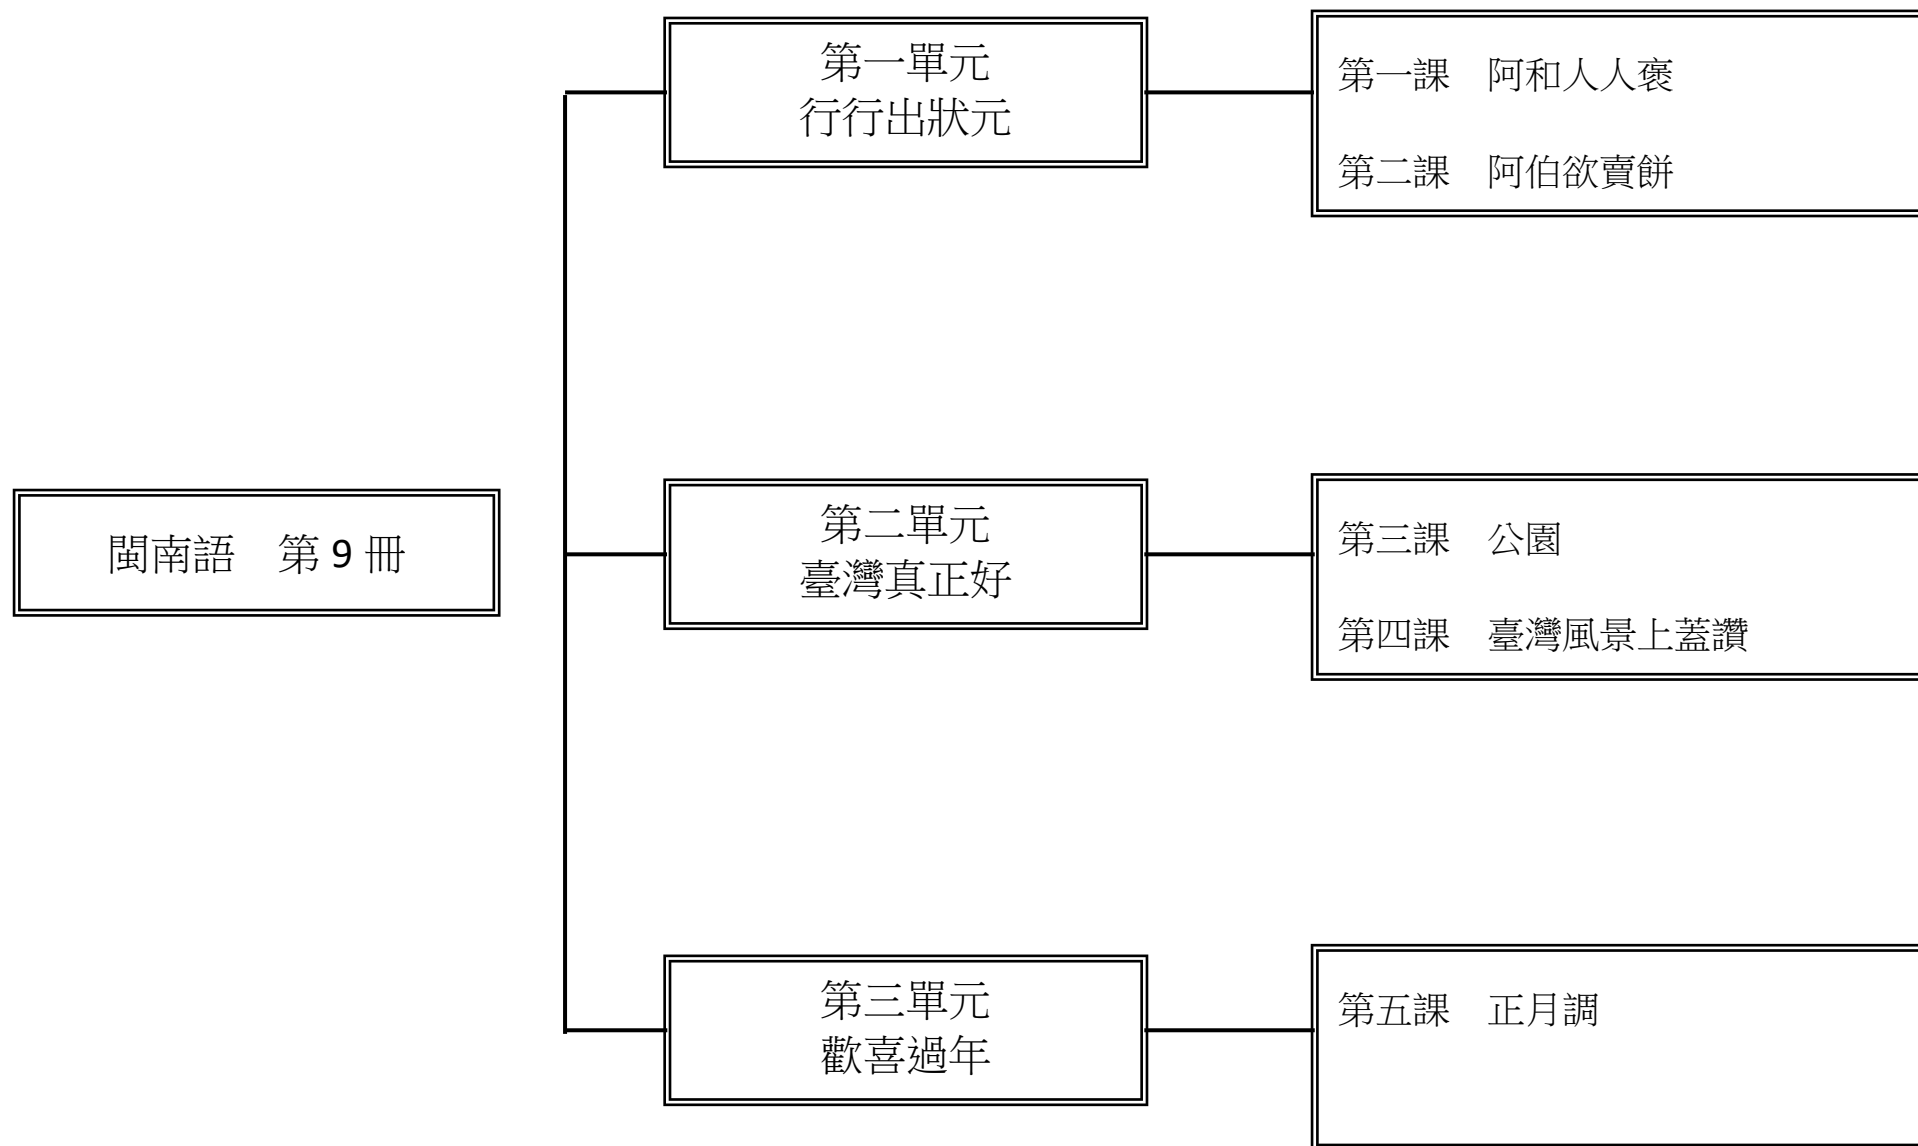 閩南語　第 9 冊
第一單元
行行出狀元
第一課　阿和人人褒
第二課　阿伯欲賣餅
第二單元
臺灣真正好
第三課　公園
第四課　臺灣風景上蓋讚
第三單元
歡喜過年
第五課　正月調